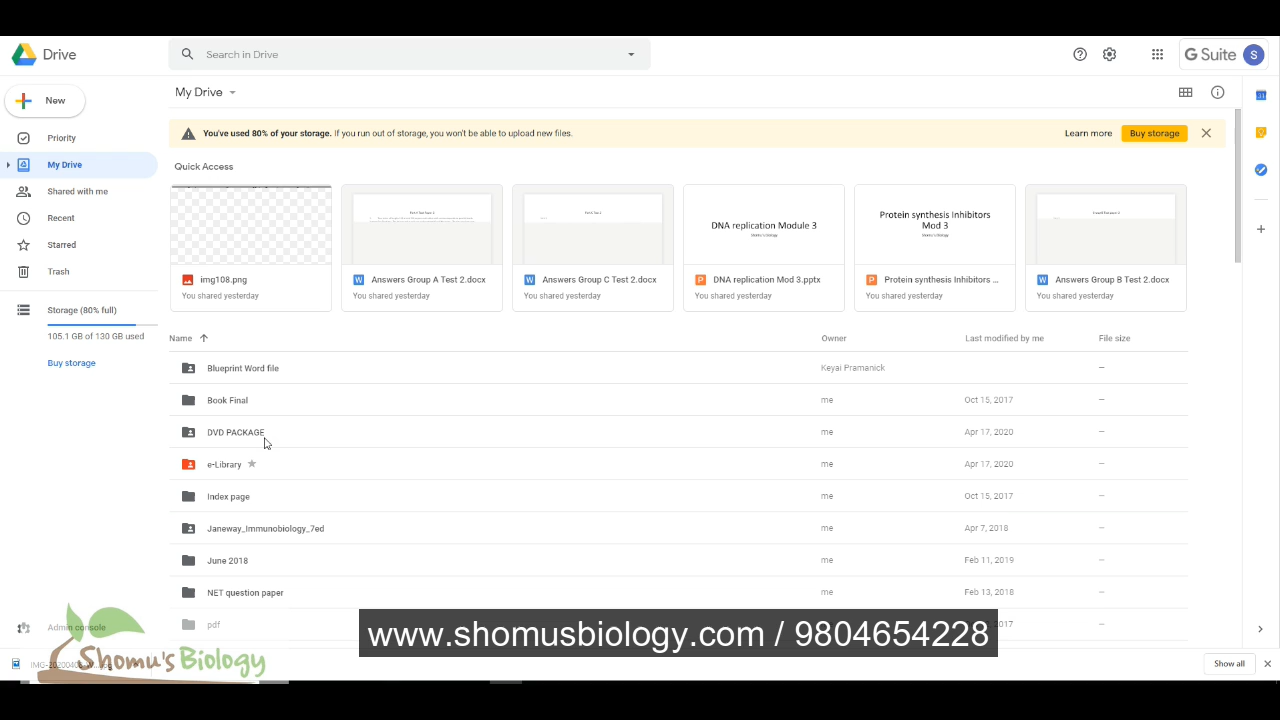 Drive
Search in Drive
G Suite S
New
My Drive
Priority
My Drive
Shared with me
Recent
Starred
Trash
Storage (80% full)
105.1 GB of 130 GB used
Buy storage
Admin console
You've used 80% of your storage. If you run out of storage, you won't be able to upload new files.
Learn more
Buy storage
Quick Access
DNA replication Module 3
Shomu's Biology
Protein synthesis Inhibitors
Mod 3
Shomu's Biology
img108.png
You shared yesterday
Answers Group A Test 2.docx
You shared yesterday
Answers Group C Test 2.docx
You shared yesterday
DNA replication Mod 3.pptx
You shared yesterday
Protein synthesis Inhibitors ...
You shared yesterday
Answers Group B Test 2.docx
You shared yesterday
Name Owner Last modified by me File size
Blueprint Word file Keyai Pramanick –
Book Final me Oct 15, 2017 –
DVD PACKAGE me Apr 17, 2020 –
e-Library me Apr 17, 2020 –
Index page me Oct 15, 2017 –
Janeway_Immunobiology_7ed me Apr 7, 2018 –
June 2018 me Feb 11, 2019 –
NET question paper me Feb 13, 2018 –
pdf
www.shomusbiology.com / 9804654228
Shomu's Biology
Show all